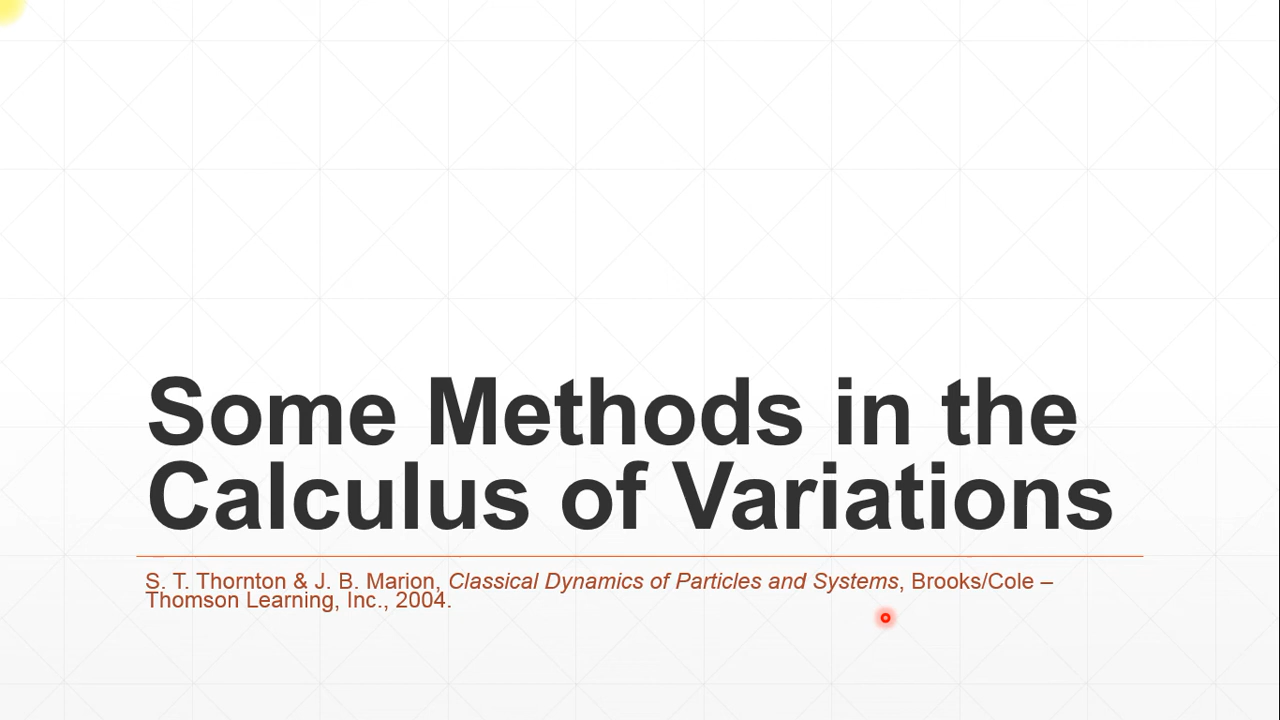 Some Methods in the
Calculus of Variations
S. T. Thornton & J. B. Marion, Classical Dynamics of Particles and Systems, Brooks/Cole –
Thomson Learning, Inc., 2004.